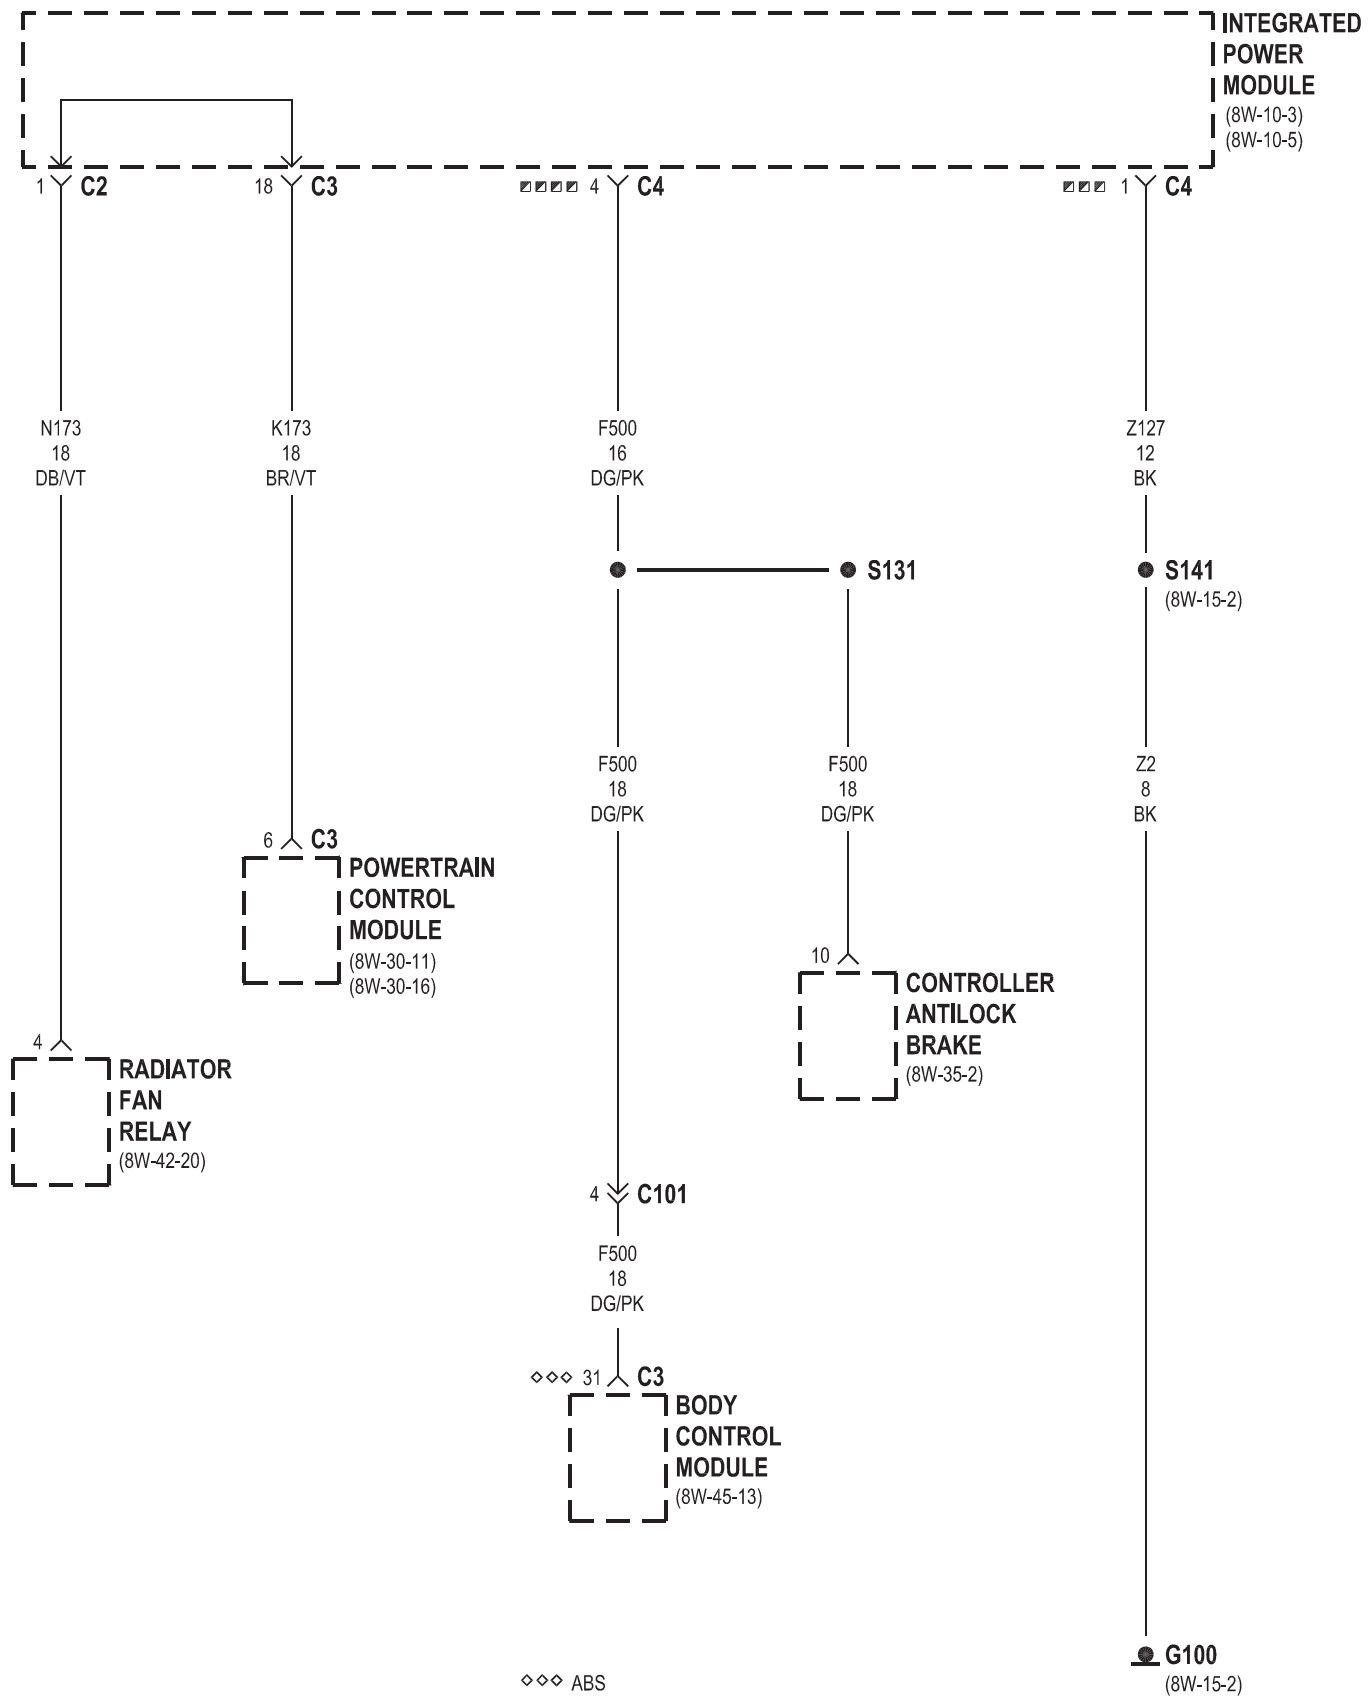 INTEGRATED
POWER
MODULE
(8W-10-3)
(8W-10-5)
1 C2
18 C3
4 C4
1 C4
N173
18
DB/VT
K173
18
BR/VT
F500
16
DG/PK
Z127
12
BK
S131
S141
(8W-15-2)
F500
18
DG/PK
F500
18
DG/PK
Z2
8
BK
6 C3
POWERTRAIN
CONTROL
MODULE
(8W-30-11)
(8W-30-16)
10
CONTROLLER
ANTILOCK
BRAKE
(8W-35-2)
4
RADIATOR
FAN
RELAY
(8W-42-20)
4 C101
F500
18
DG/PK
31 C3
BODY
CONTROL
MODULE
(8W-45-13)
G100
(8W-15-2)
ABS